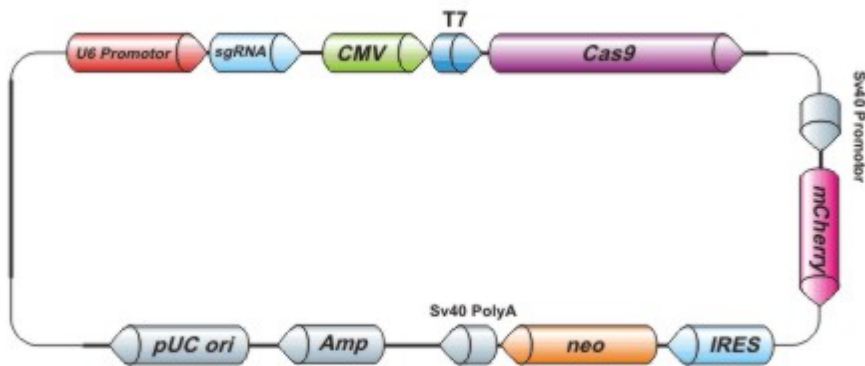 U6 Promotor
sgRNA
CMV
T7
Cas9
Sv40 Promotor
mCherry
IRES
neo
Sv40 PolyA
Amp
pUC ori